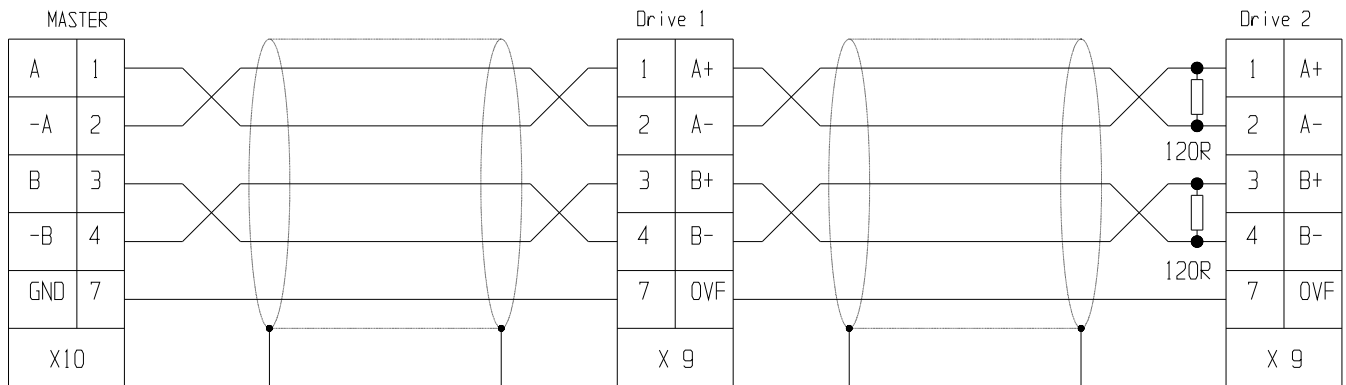 MASTER Drive 1 Drive 2
A 1 1 A+ 1 A+
-A 2 2 A- 2 A-
120R
B 3 3 B+ 3 B+
-B 4 4 B- 4 B-
120R
GND 7 7 0VF 7 0VF
X10 X 9 X 9